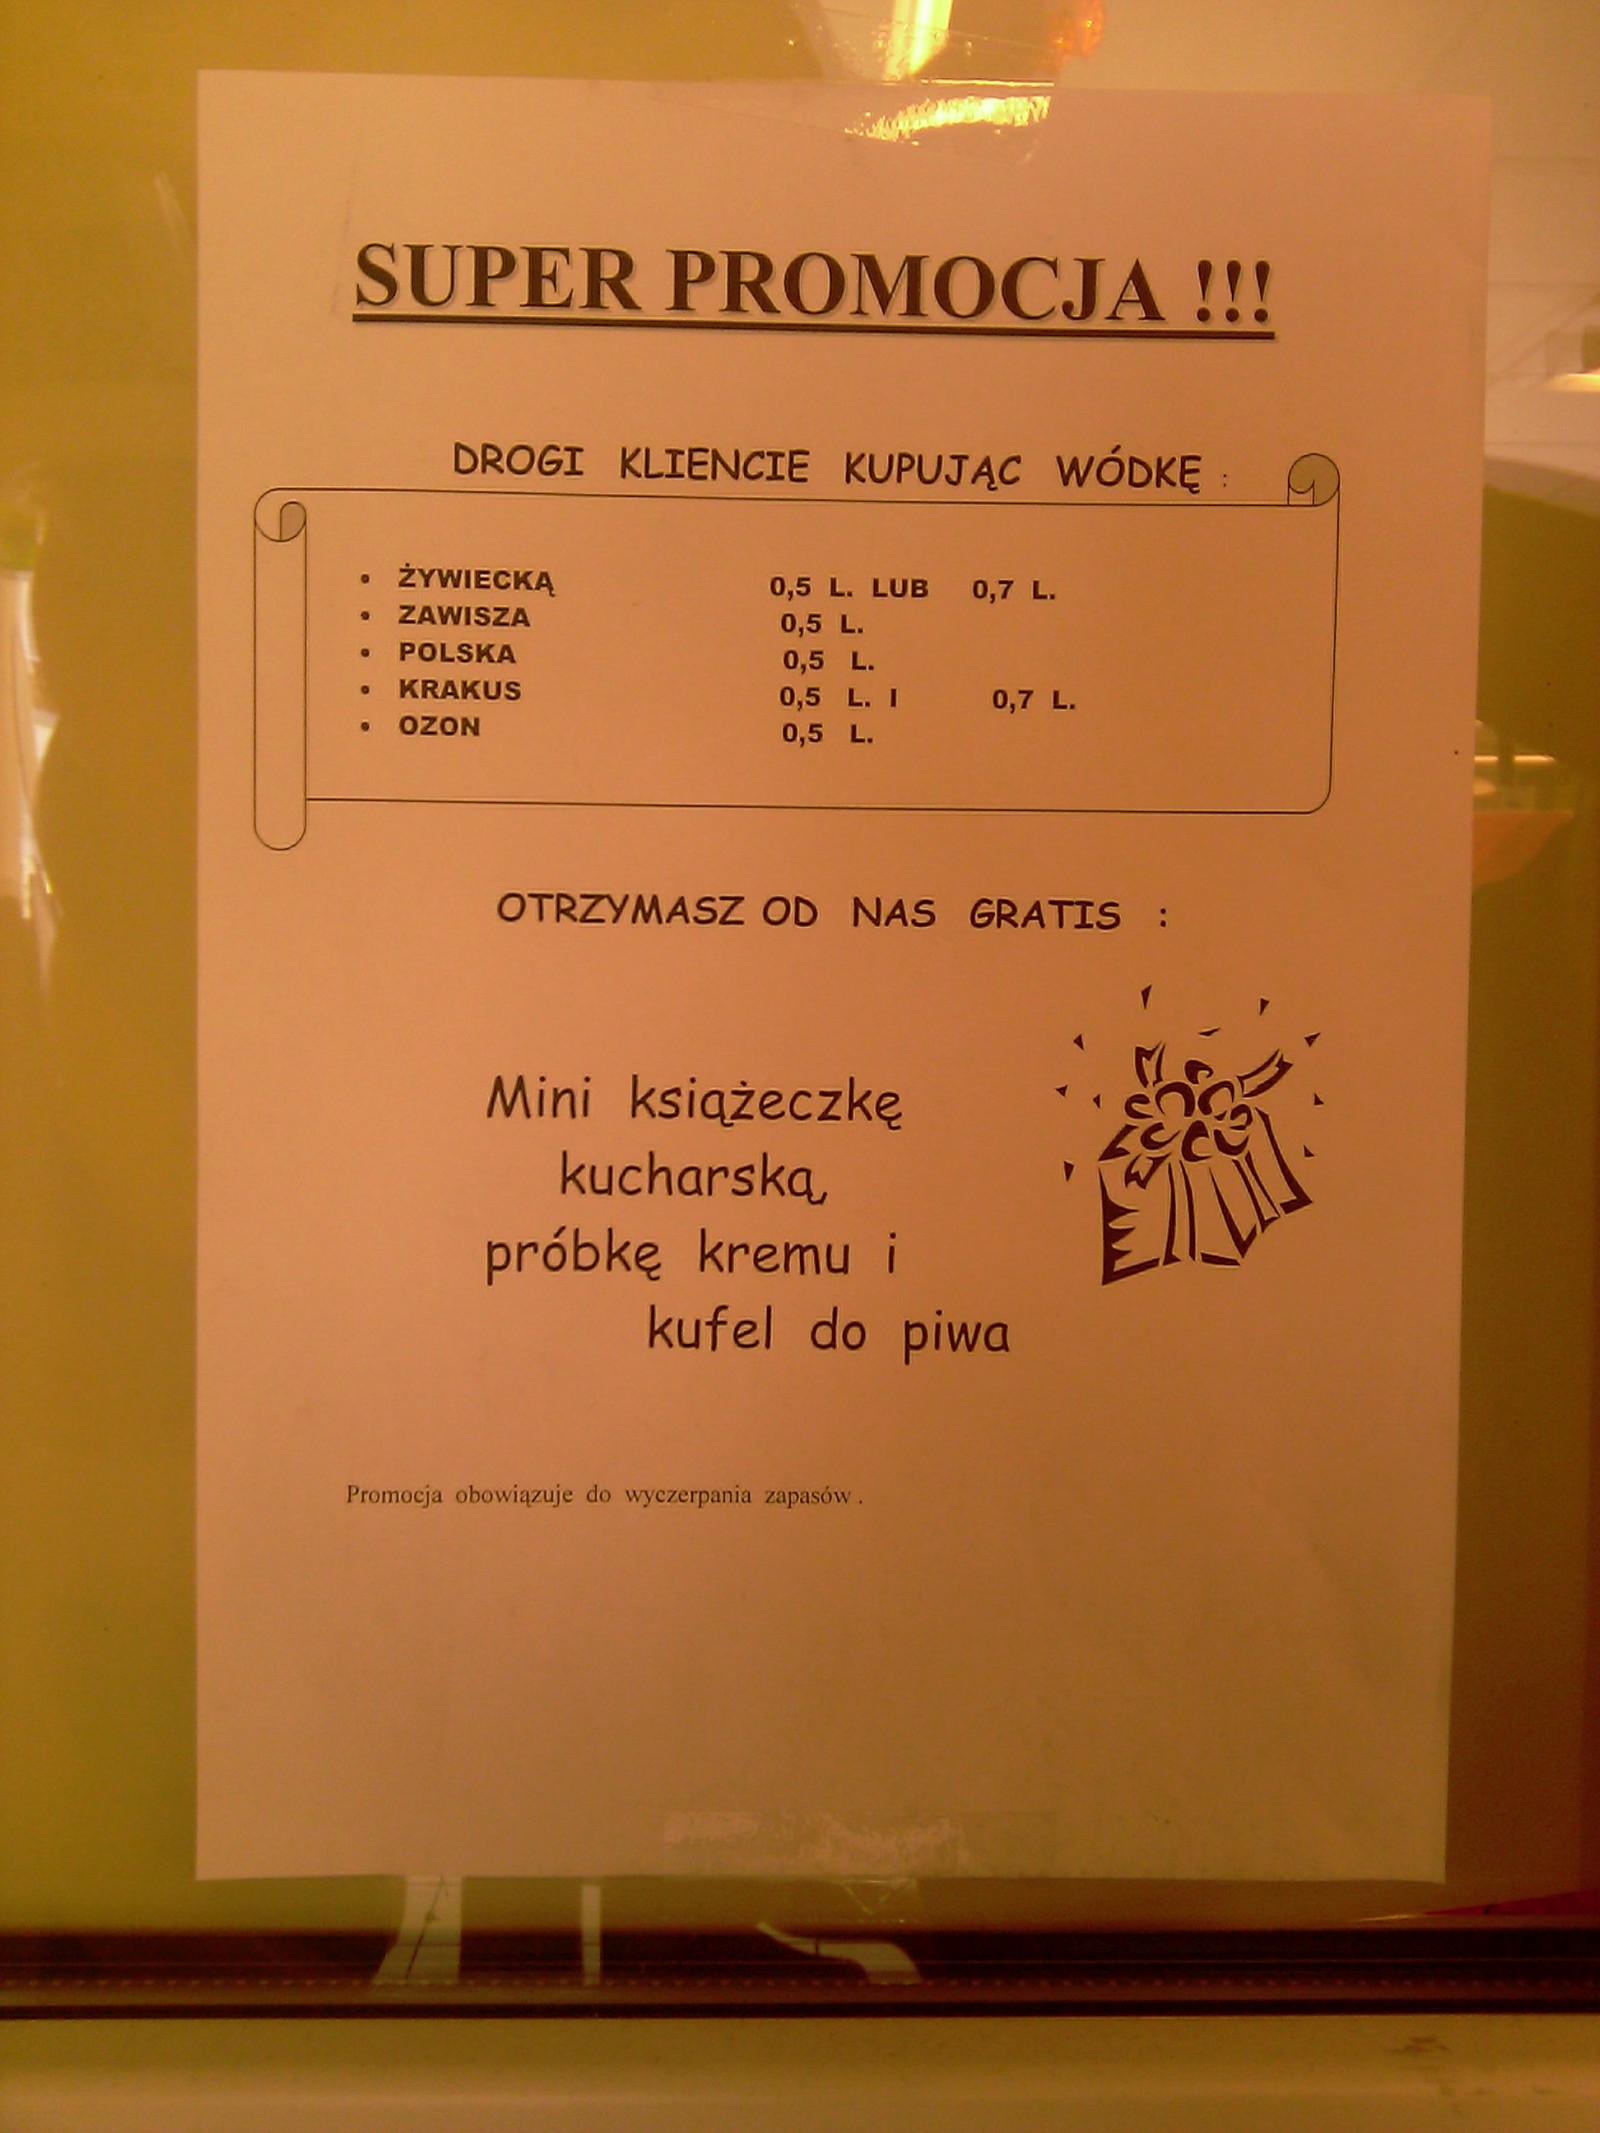 SUPER PROMOCJA !!!
DROGI KLIENCIE KUPUJĄC WÓDKĘ :
• ŻYWIECKĄ 0,5 L. LUB 0,7 L.
• ZAWISZA 0,5 L.
• POLSKA 0,5 L.
• KRAKUS 0,5 L. I 0,7 L.
• OZON 0,5 L.
OTRZYMASZ OD NAS GRATIS :
Mini książeczkę
kucharską,
próbkę kremu i
kufel do piwa
Promocja obowiązuje do wyczerpania zapasów .